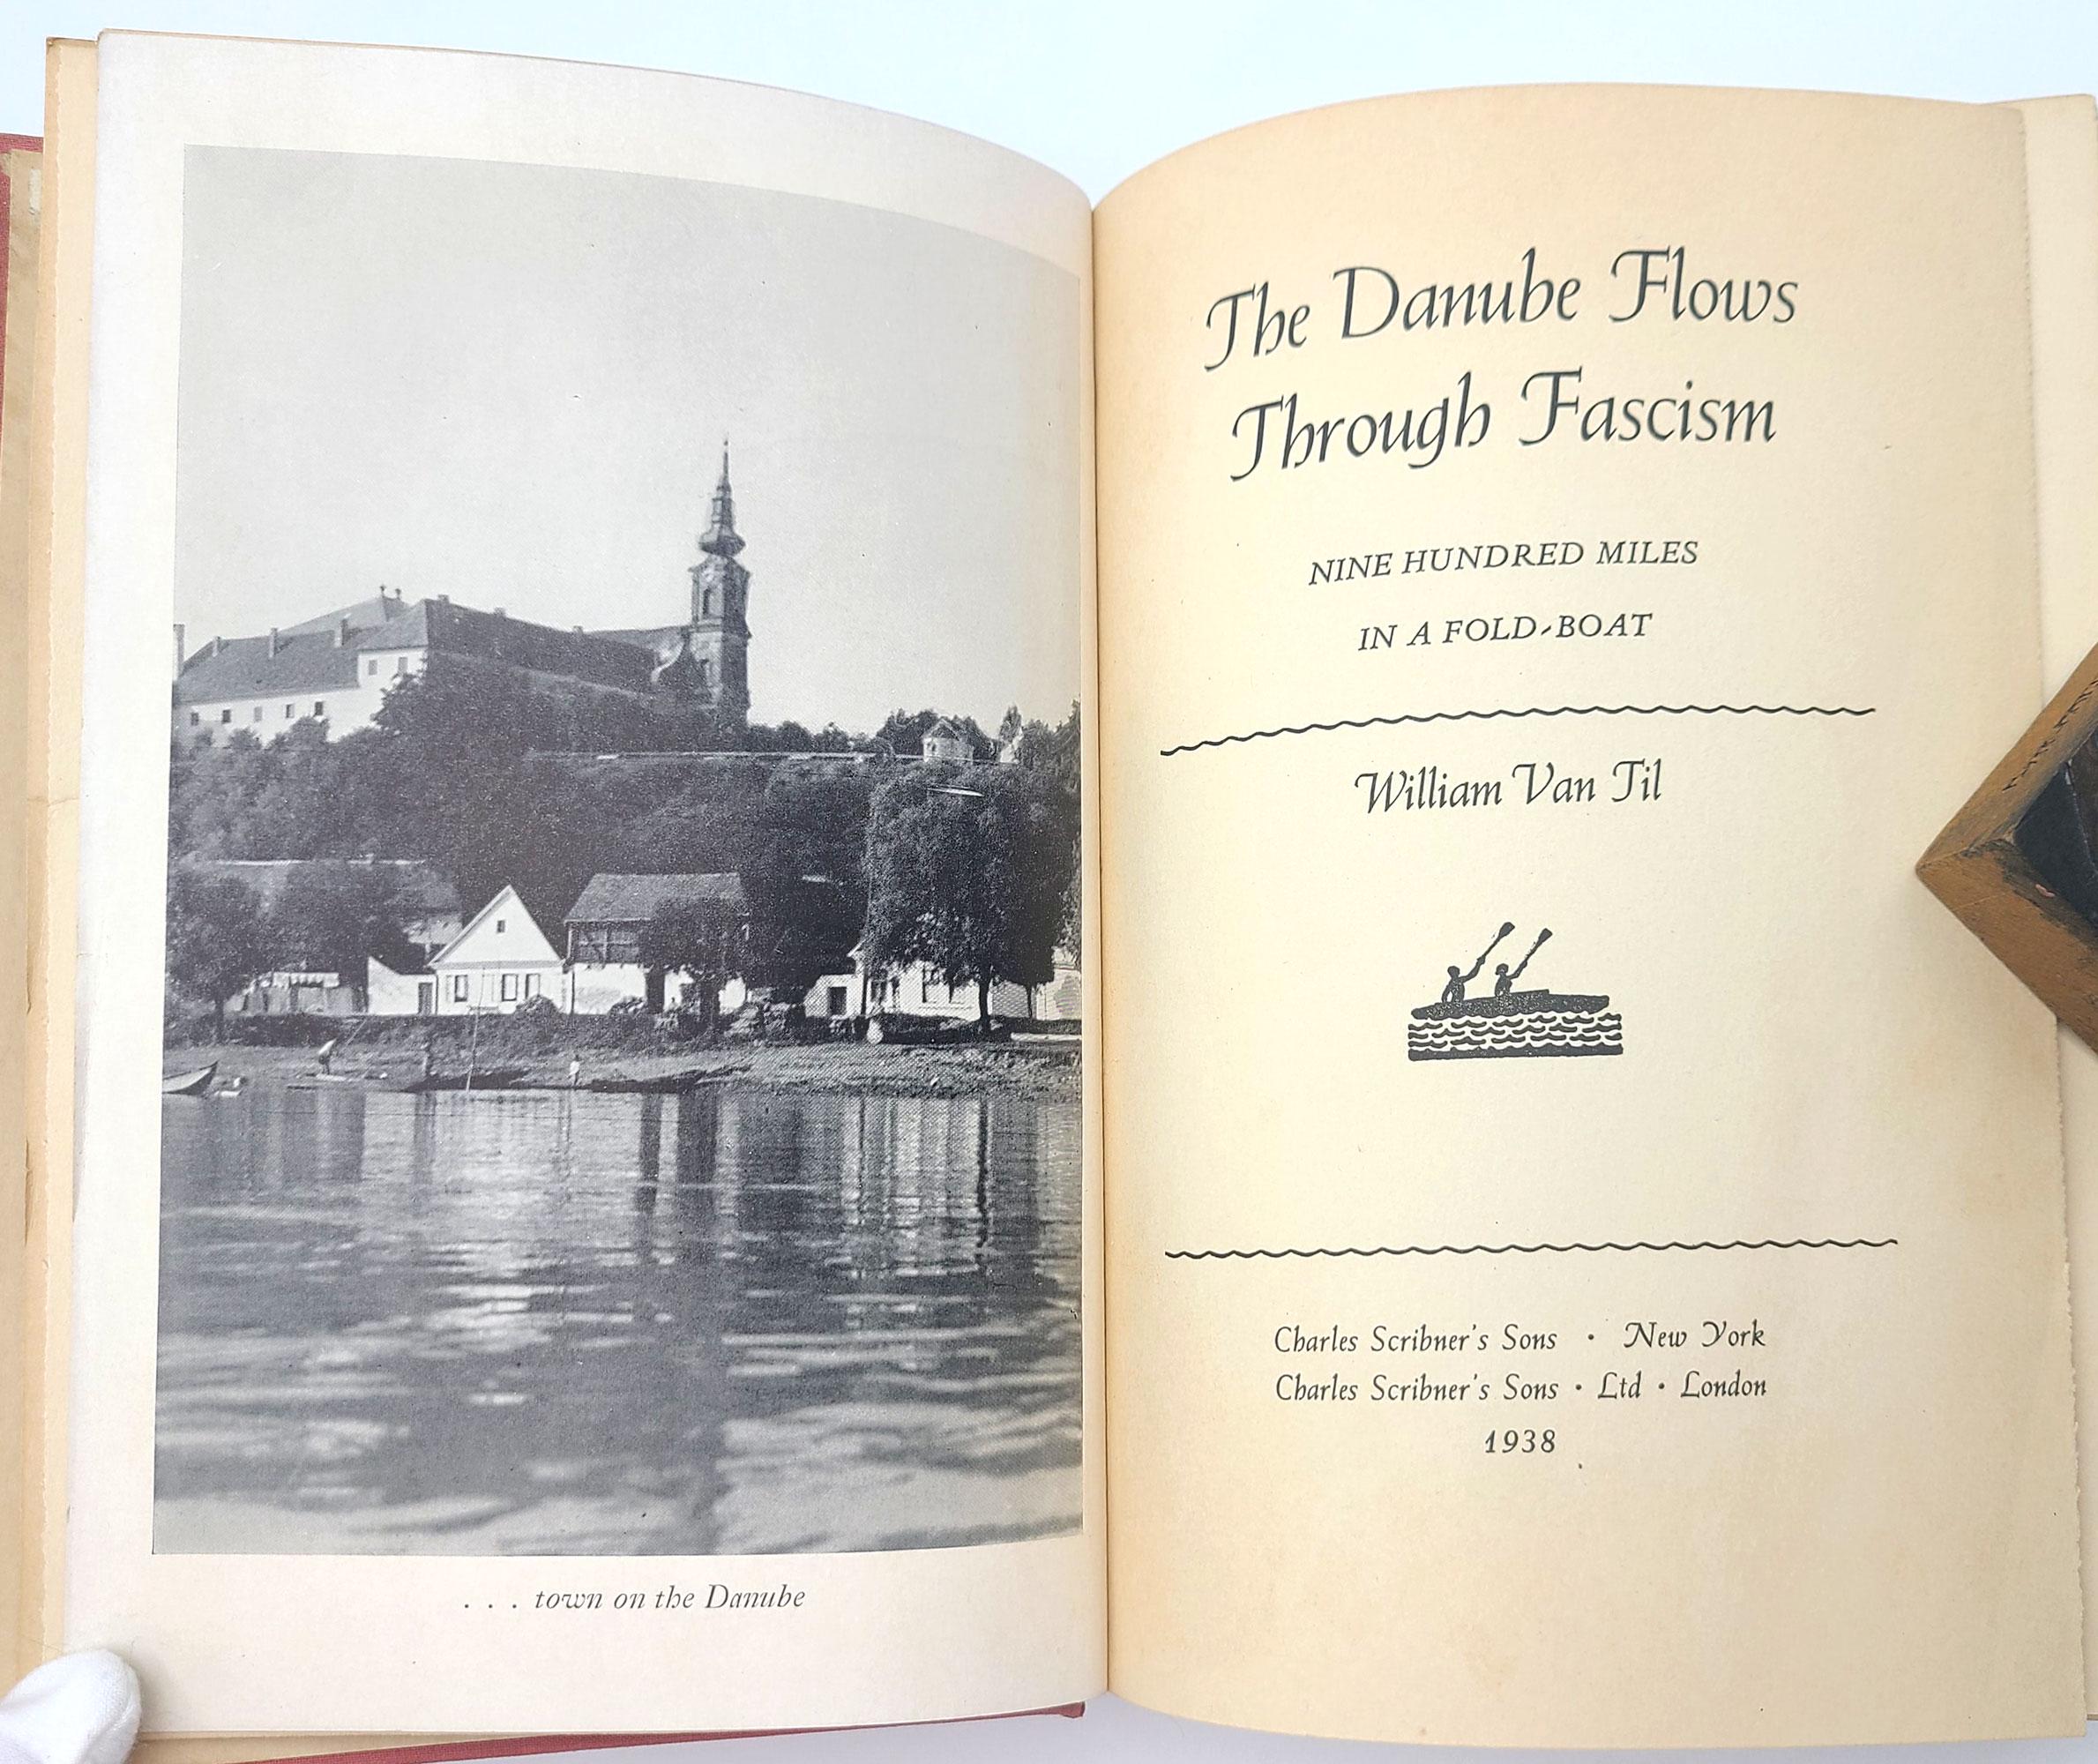 . . . town on the Danube
The Danube Flows
Through Fascism
NINE HUNDRED MILES
IN A FOLD-BOAT
William Van Til
Charles Scribner's Sons · New York
Charles Scribner's Sons · Ltd · London
1938